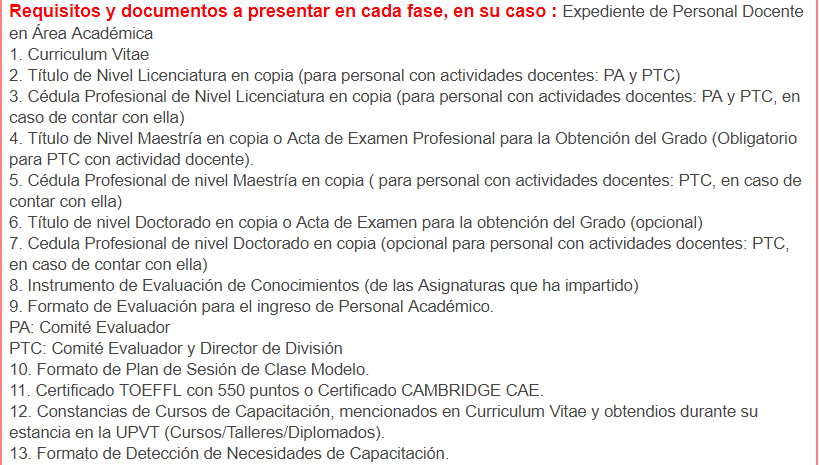 Requisitos y documentos a presentar en cada fase, en su caso : Expediente de Personal Docente
en Área Académica
1. Curriculum Vitae
2. Título de Nivel Licenciatura en copia (para personal con actividades docentes: PA y PTC)
3. Cédula Profesional de Nivel Licenciatura en copia (para personal con actividades docentes: PA y PTC, en
caso de contar con ella)
4. Título de Nivel Maestría en copia o Acta de Examen Profesional para la Obtención del Grado (Obligatorio
para PTC con actividad docente).
5. Cédula Profesional de nivel Maestría en copia ( para personal con actividades docentes: PTC, en caso de
contar con ella)
6. Título de nivel Doctorado en copia o Acta de Examen para la obtención del Grado (opcional)
7. Cedula Profesional de nivel Doctorado en copia (opcional para personal con actividades docentes: PTC,
en caso de contar con ella)
8. Instrumento de Evaluación de Conocimientos (de las Asignaturas que ha impartido)
9. Formato de Evaluación para el ingreso de Personal Académico.
PA: Comité Evaluador
PTC: Comité Evaluador y Director de División
10. Formato de Plan de Sesión de Clase Modelo.
11. Certificado TOEFFL con 550 puntos o Certificado CAMBRIDGE CAE.
12. Constancias de Cursos de Capacitación, mencionados en Curriculum Vitae y obtendios durante su
estancia en la UPVT (Cursos/Talleres/Diplomados).
13. Formato de Detección de Necesidades de Capacitación.